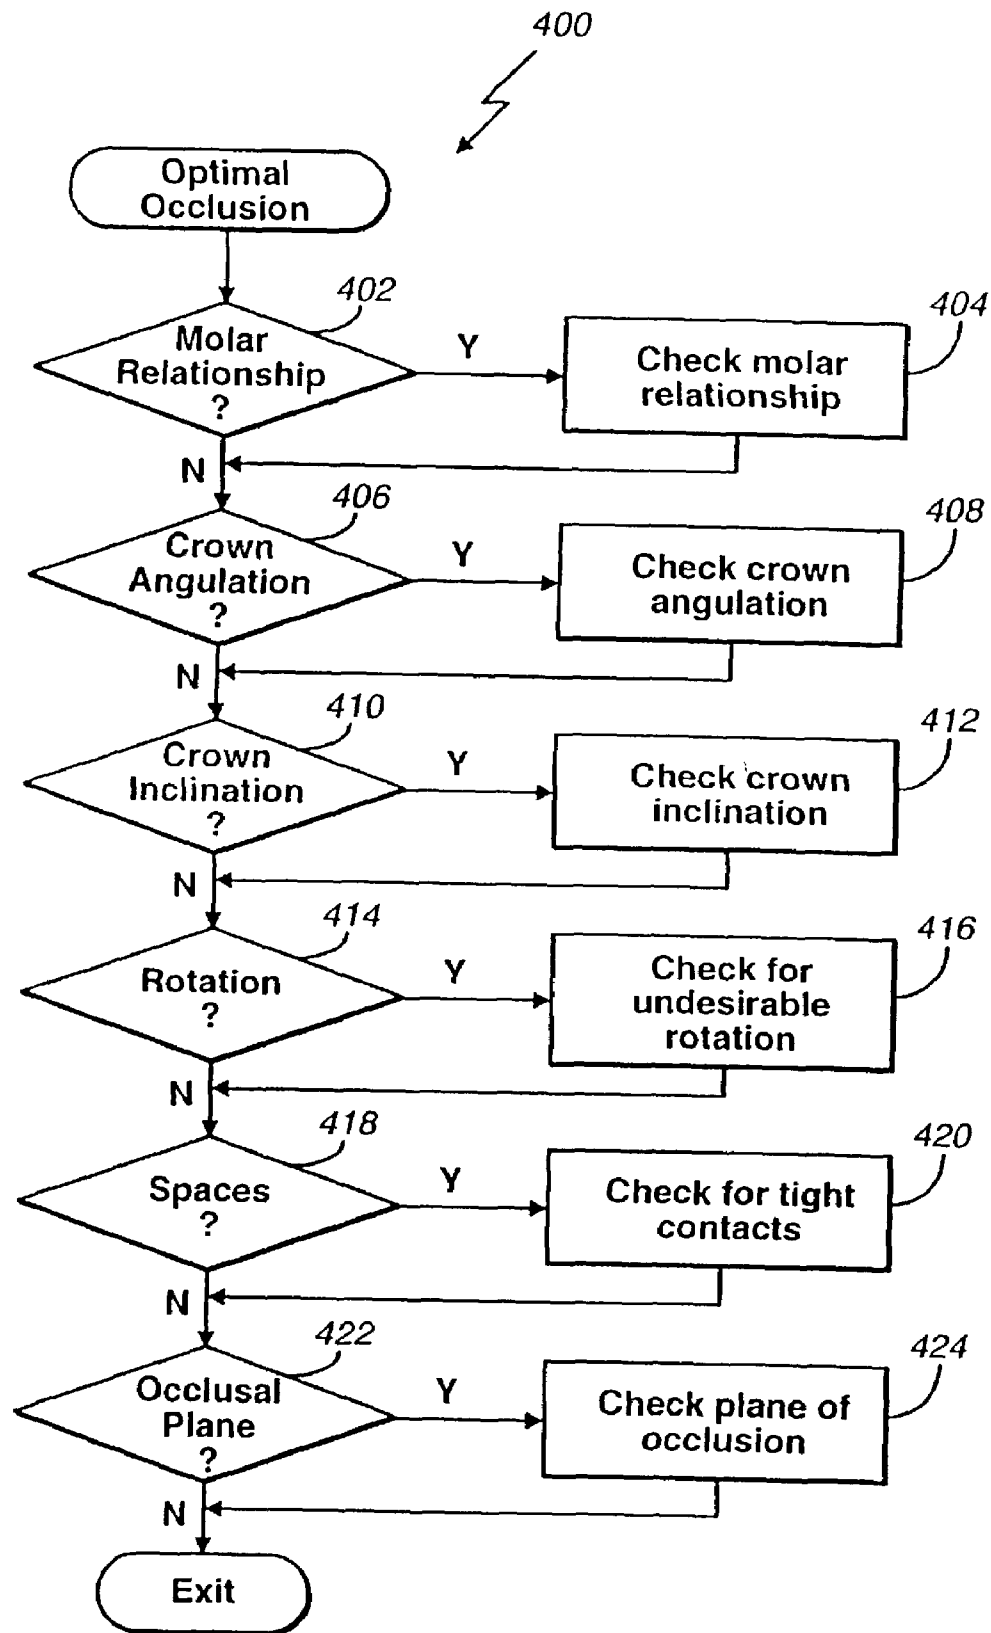 400
Optimal
Occlusion
402
Molar
Relationship
?
Y
404
Check molar
relationship
N
406
Crown
Angulation
?
Y
408
Check crown
angulation
N
410
Crown
Inclination
?
Y
412
Check crown
inclination
N
414
Rotation
?
Y
416
Check for
undesirable
rotation
N
418
Spaces
?
Y
420
Check for tight
contacts
N
422
Occlusal
Plane
?
Y
424
Check plane of
occlusion
N
Exit